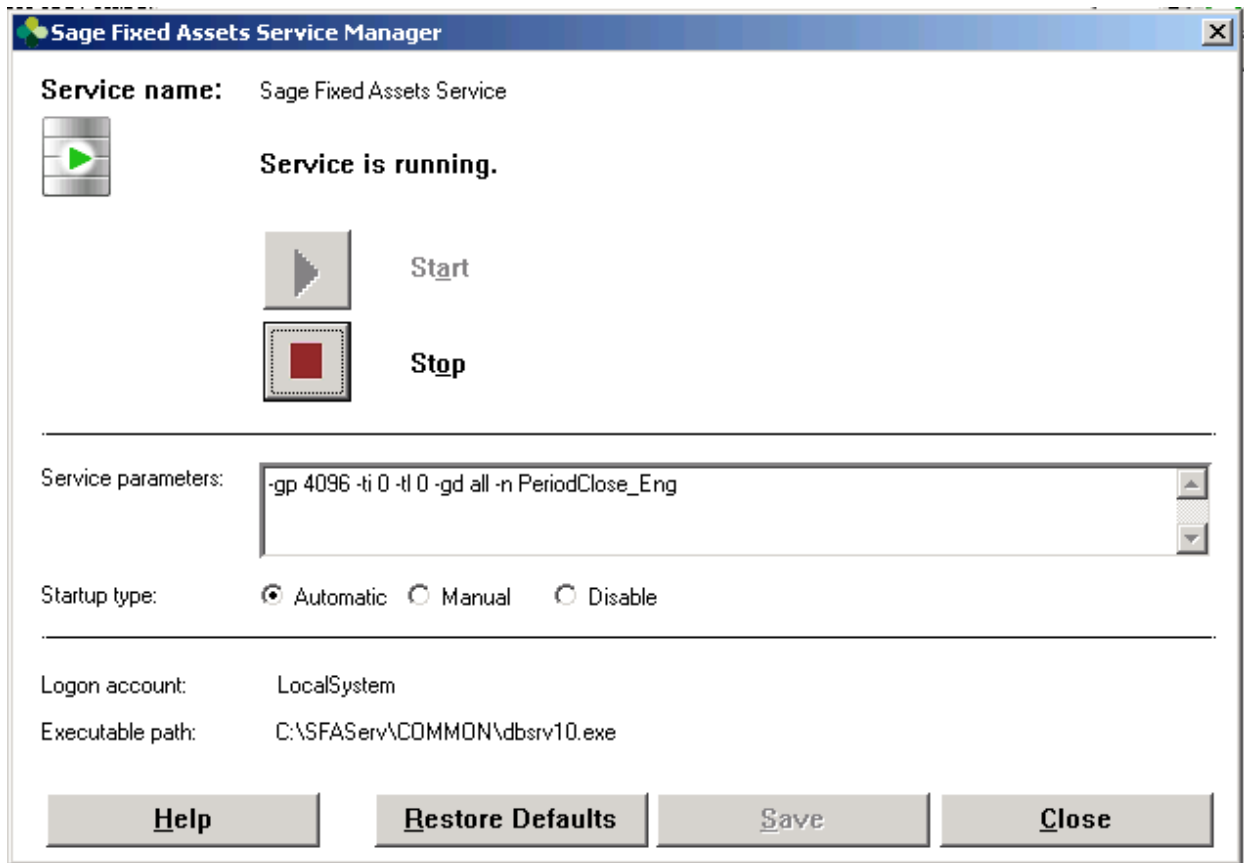 Sage Fixed Assets Service Manager
Service name: Sage Fixed Assets Service
Service is running.
Start
Stop
Service parameters: -gp 4096 -ti 0 -tl 0 -gd all -n PeriodClose_Eng
Startup type: Automatic Manual Disable
Logon account: LocalSystem
Executable path: C:\SFAServ\COMMON\dbsrv10.exe
Help Restore Defaults Save Close